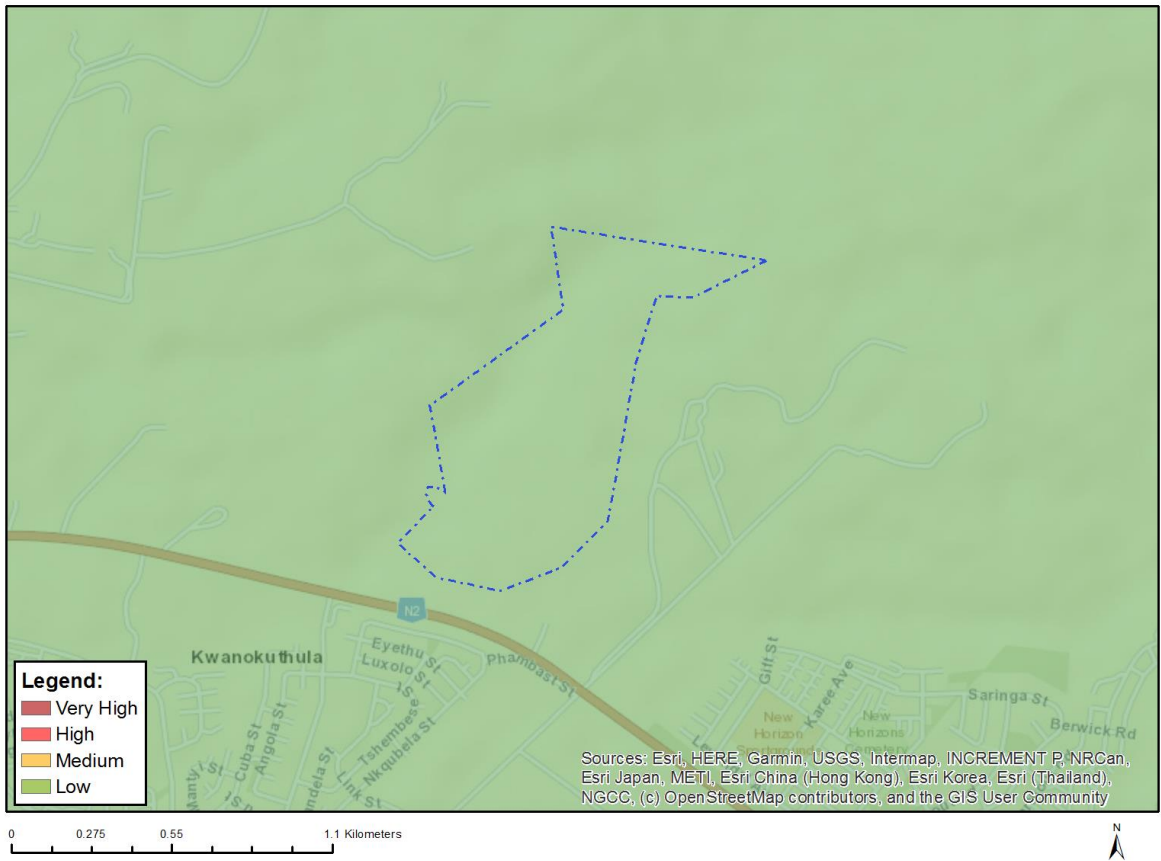 N2
Kwanokuthula
Eyethu St
Luxolo St
Phambast St
Tshembese
Nkqubela St
Link St
Cuba St
Angola St
Gift St
Karee Ave
Saringa St
Berwick Rd
New
Horizon
Sportground
New
Horizons
Cemetery
Legend:
Very High
High
Medium
Low
Sources: Esri, HERE, Garmin, USGS, Intermap, INCREMENT P, NRCan,
Esri Japan, METI, Esri China (Hong Kong), Esri Korea, Esri (Thailand),
NGCC, (c) OpenStreetMap contributors, and the GIS User Community
0 0.275 0.55 1.1 Kilometers
N